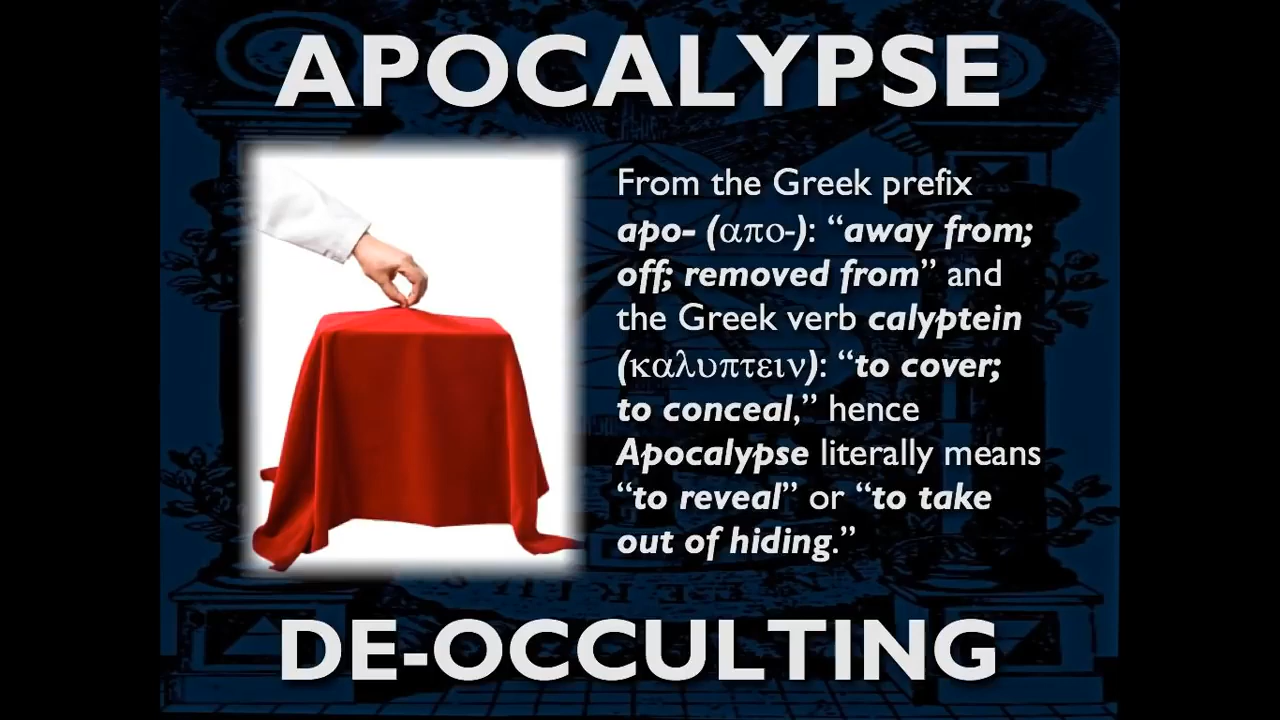 APOCALYPSE
From the Greek prefix
apo- (απο-): “away from;
off; removed from” and
the Greek verb calyptein
(καλυπτειν): “to cover;
to conceal,” hence
Apocalypse literally means
“to reveal” or “to take
out of hiding.”
DE-OCCULTING